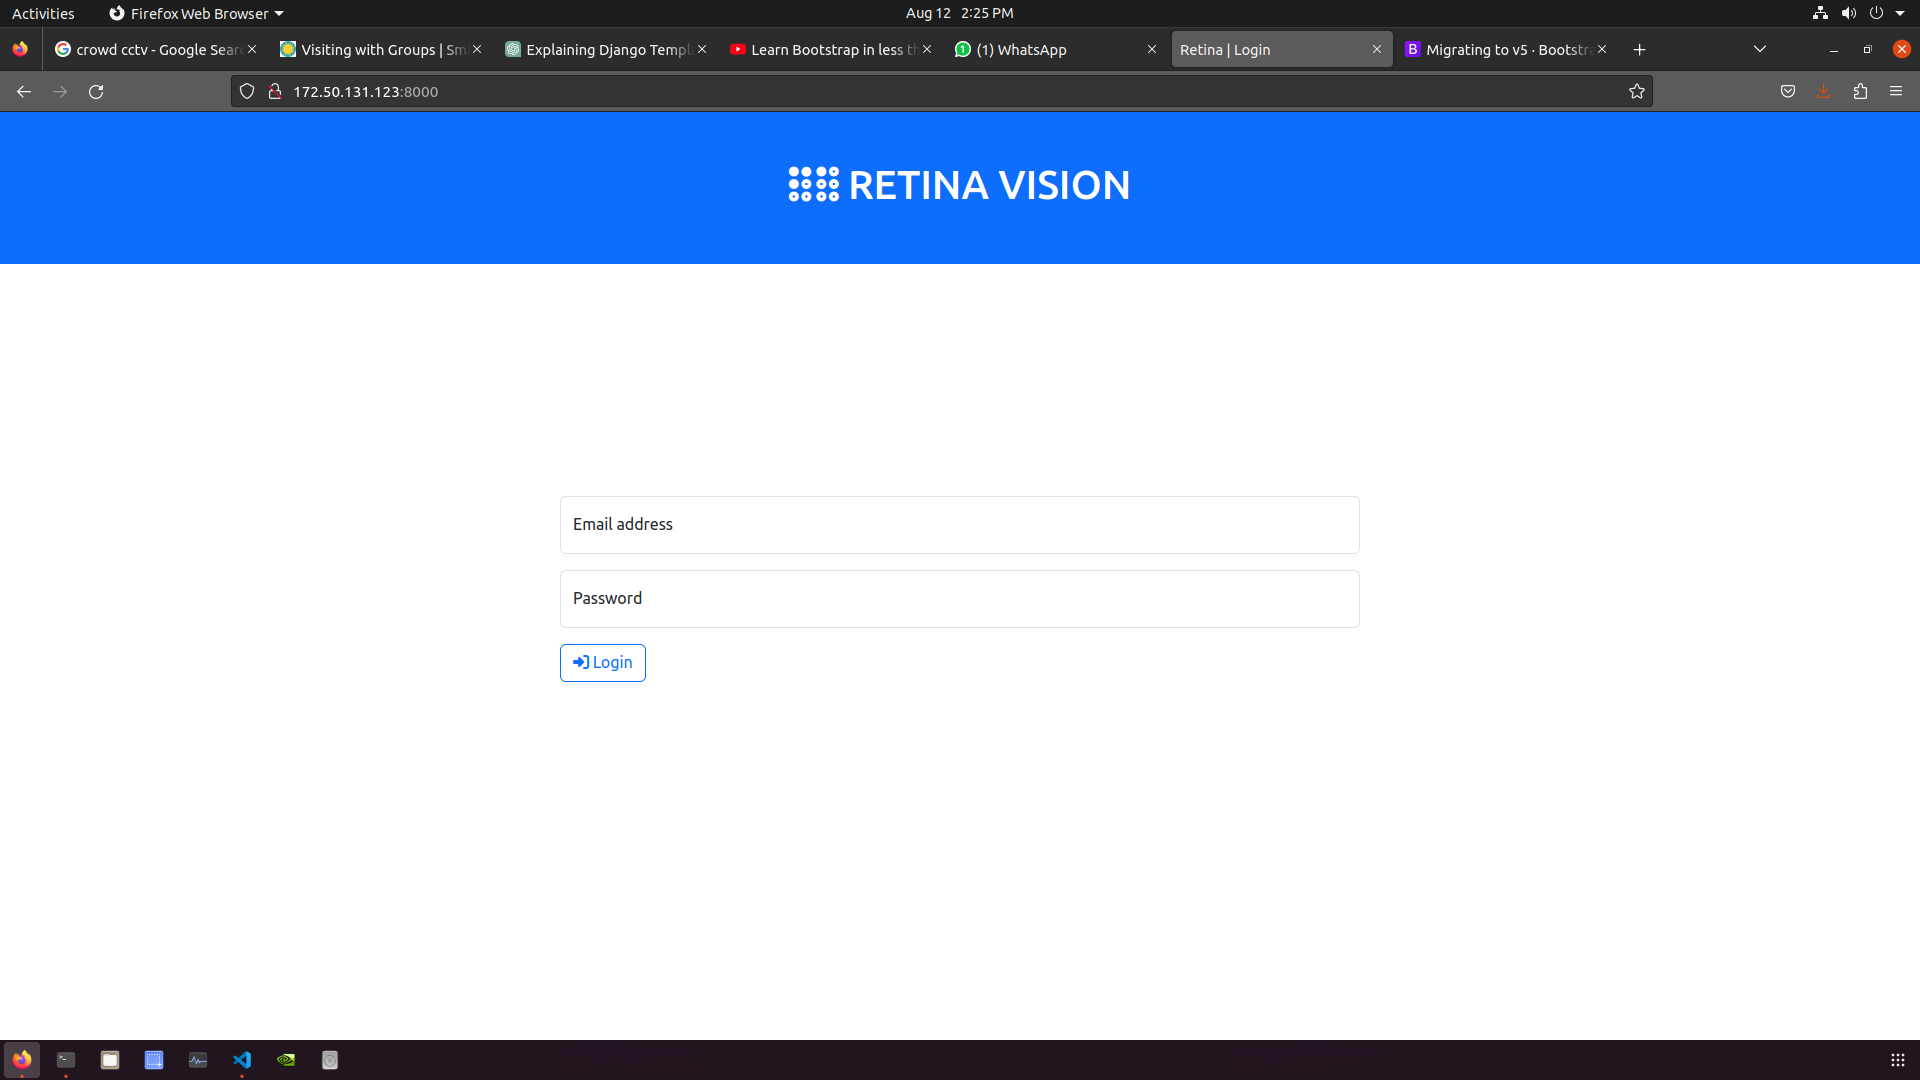 Activities
Firefox Web Browser
Aug 12 2:25 PM
crowd cctv - Google Sear
Visiting with Groups | Sm
Explaining Django Templ
Learn Bootstrap in less th
(1) WhatsApp
Retina | Login
Migrating to v5 · Bootstra
172.50.131.123:8000
RETINA VISION
Email address
Password
Login